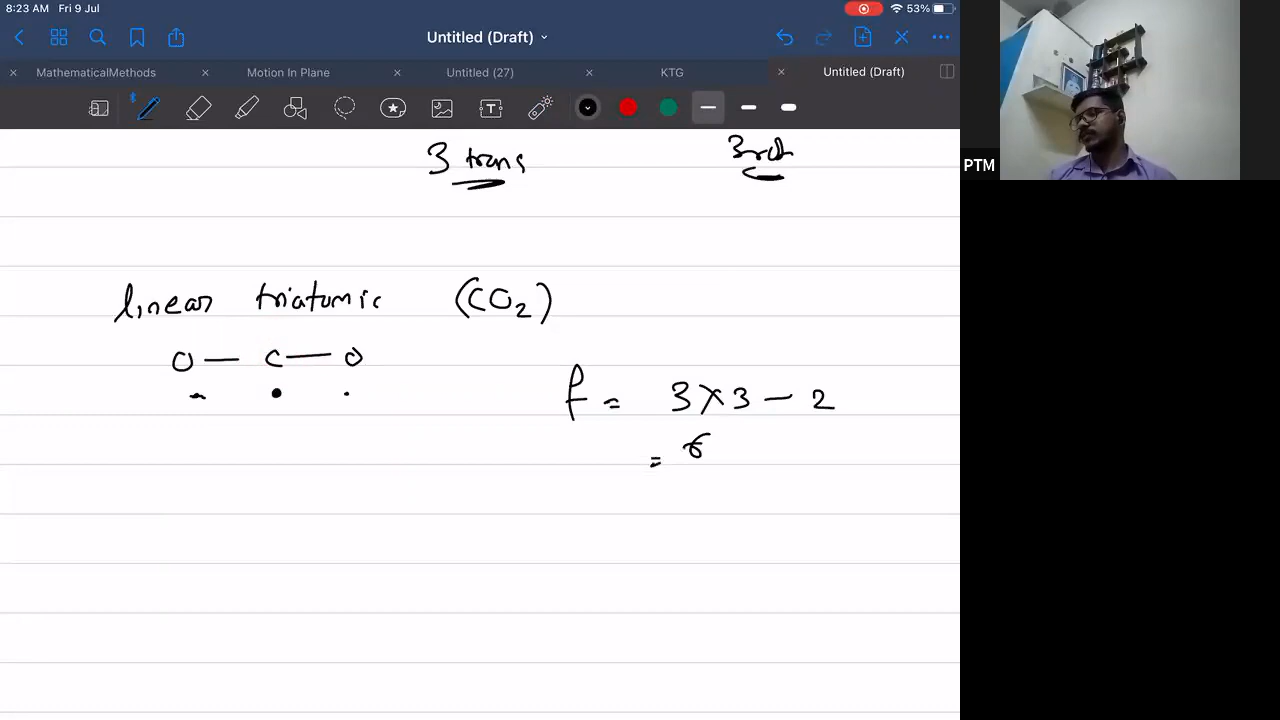 8:23 AM Fri 9 Jul
53%
Untitled (Draft)
MathematicalMethods
Motion In Plane
Untitled (27)
KTG
Untitled (Draft)
3 trans
3
linear triatomic (CO2)
O — C — O
f = 3 × 3 — 2
= 6
PTM